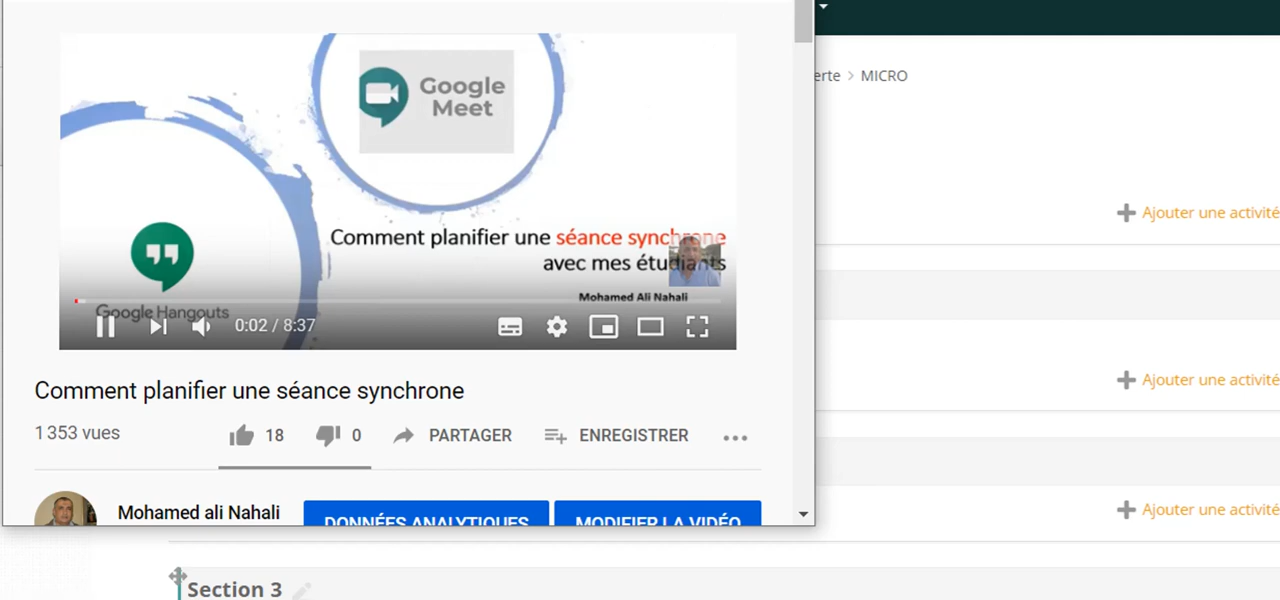 Google
Meet
Comment planifier une séance synchrone
avec mes étudiants
Mohamed Ali Nahali
Google Hangouts
0:02 / 8:37
Comment planifier une séance synchrone
1 353 vues
18
0
PARTAGER
ENREGISTRER
Mohamed ali Nahali
DONNÉES ANALYTIQUES
MODIFIER LA VIDÉO
erte > MICRO
Ajouter une activité
Ajouter une activité
Ajouter une activité
Section 3